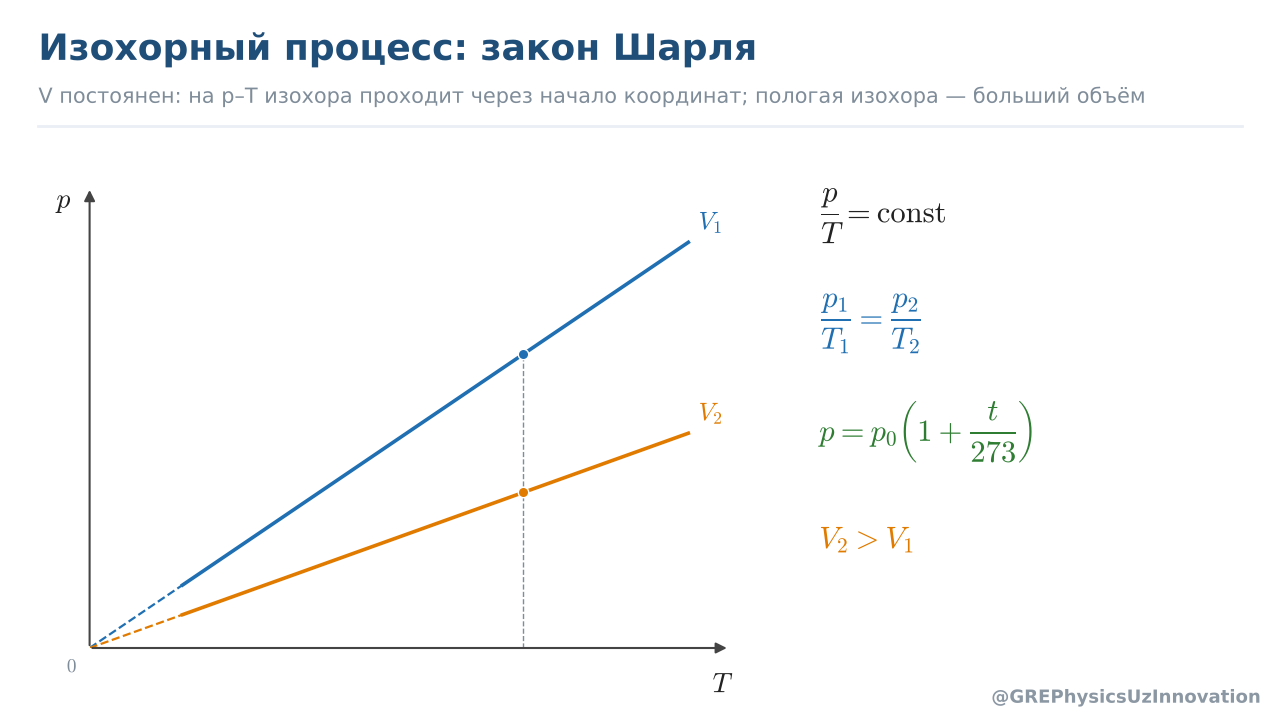 Изохорный процесс: закон Шарля
V постоянен: на p–T изохора проходит через начало координат; пологая изохора — больший объём
p
V₁
V₂
0
T
p/T = const
p₁/T₁ = p₂/T₂
p = p₀(1 + t/273)
V₂ > V₁
@GREPhysicsUzInnovation